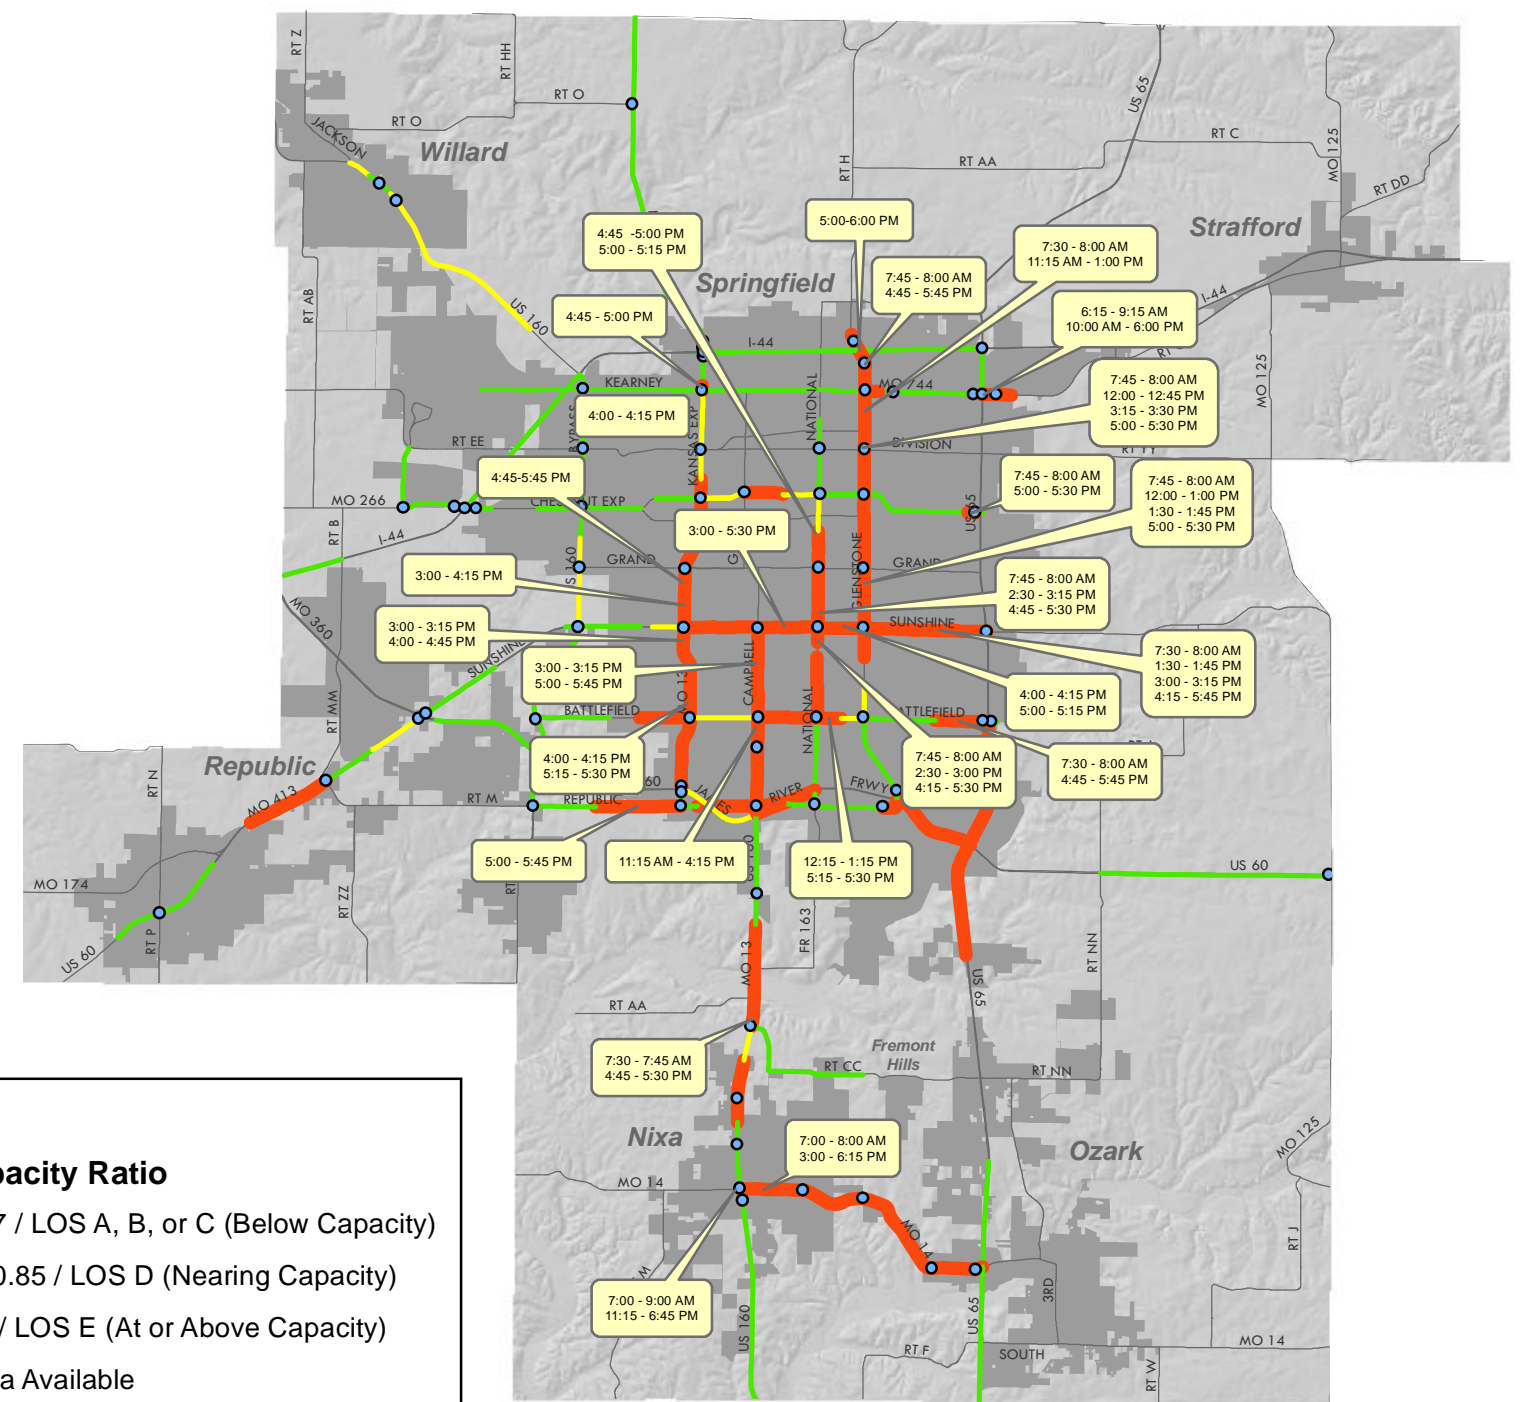 RT Z
RT HH
RT O
RT O
JACKSON
Willard
US 65
RT C
RT AA
MO 125
RT DD
RT H
Strafford
4:45 -5:00 PM
5:00 - 5:15 PM
5:00-6:00 PM
7:30 - 8:00 AM
11:15 AM - 1:00 PM
Springfield
7:45 - 8:00 AM
4:45 - 5:45 PM
RT AB
US 160
4:45 - 5:00 PM
I-44
6:15 - 9:15 AM
10:00 AM - 6:00 PM
I-44
MO 125
KEARNEY
MO 744
NATIONAL
7:45 - 8:00 AM
12:00 - 12:45 PM
3:15 - 3:30 PM
5:00 - 5:30 PM
4:00 - 4:15 PM
BYPASS
KANSAS EXP
RT EE
DIVISION
RT YY
4:45-5:45 PM
7:45 - 8:00 AM
5:00 - 5:30 PM
7:45 - 8:00 AM
12:00 - 1:00 PM
1:30 - 1:45 PM
5:00 - 5:30 PM
MO 266
CHESTNUT EXP
US 65
RT B
I-44
3:00 - 5:30 PM
GRAND
GLENSTONE
GRAND
3:00 - 4:15 PM
S 160
7:45 - 8:00 AM
2:30 - 3:15 PM
4:45 - 5:30 PM
MO 360
3:00 - 3:15 PM
4:00 - 4:45 PM
SUNSHINE
SUNSHINE
3:00 - 3:15 PM
5:00 - 5:45 PM
CAMPBELL
MO 13
7:30 - 8:00 AM
1:30 - 1:45 PM
3:00 - 3:15 PM
4:15 - 5:45 PM
4:00 - 4:15 PM
5:00 - 5:15 PM
RT MM
BATTLEFIELD
NATIONAL
ATTLEFIELD
4:00 - 4:15 PM
5:15 - 5:30 PM
7:45 - 8:00 AM
2:30 - 3:00 PM
4:15 - 5:30 PM
7:30 - 8:00 AM
4:45 - 5:45 PM
Republic
RT N
MO 413
RT M
REPUBLIC
60
JAMES
RIVER
FRWY
5:00 - 5:45 PM
11:15 AM - 4:15 PM
12:15 - 1:15 PM
5:15 - 5:30 PM
US 60
MO 174
RT ZZ
RT
RT P
US 60
FR 163
MO 13
RT NN
US 65
RT AA
7:30 - 7:45 AM
4:45 - 5:30 PM
Fremont
Hills
RT CC
RT NN
Nixa
7:00 - 8:00 AM
3:00 - 6:15 PM
Ozark
MO 125
MO 14
MO 14
RT J
7:00 - 9:00 AM
11:15 - 6:45 PM
US 160
US 65
3RD
RT F
SOUTH
MO 14
RT W
pacity Ratio
7 / LOS A, B, or C (Below Capacity)
0.85 / LOS D (Nearing Capacity)
/ LOS E (At or Above Capacity)
a Available